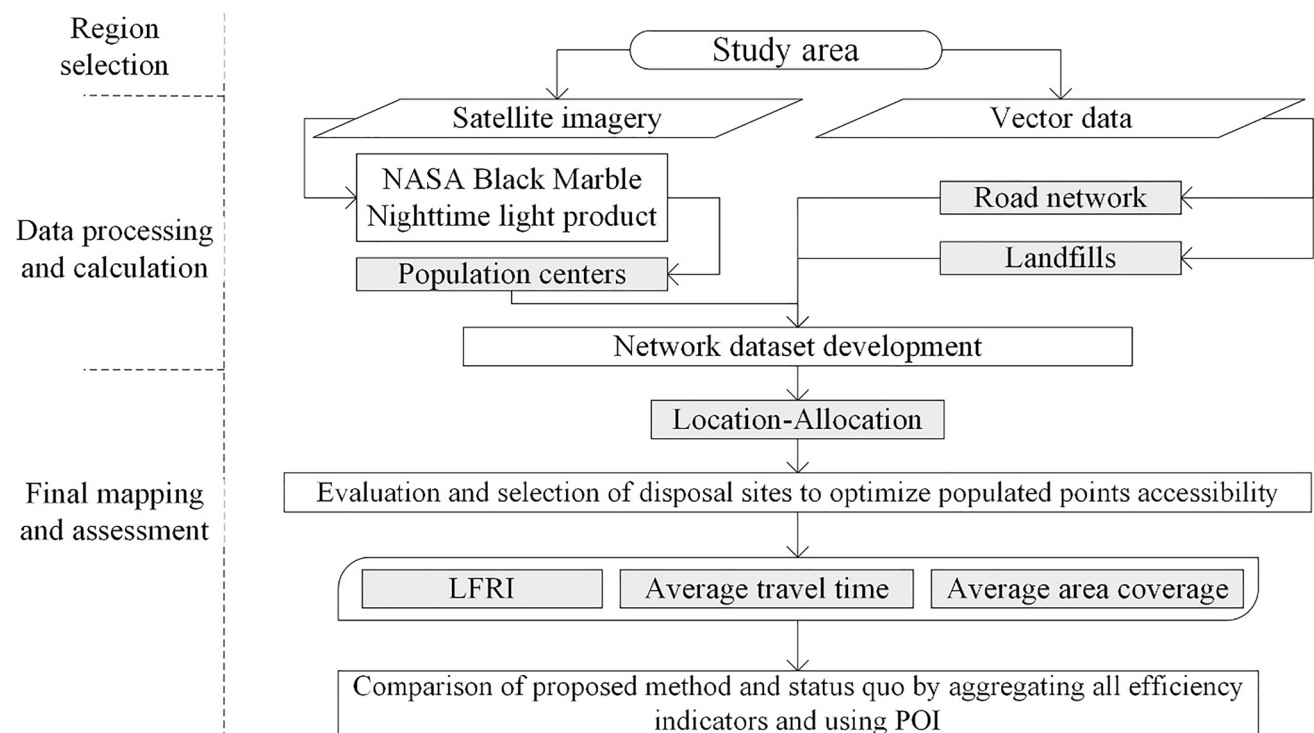 Region
selection
Study area
Satellite imagery
Vector data
Data processing
and calculation
NASA Black Marble
Nighttime light product
Road network
Population centers
Landfills
Network dataset development
Final mapping
and assessment
Location-Allocation
Evaluation and selection of disposal sites to optimize populated points accessibility
LFRI
Average travel time
Average area coverage
Comparison of proposed method and status quo by aggregating all efficiency
indicators and using POI